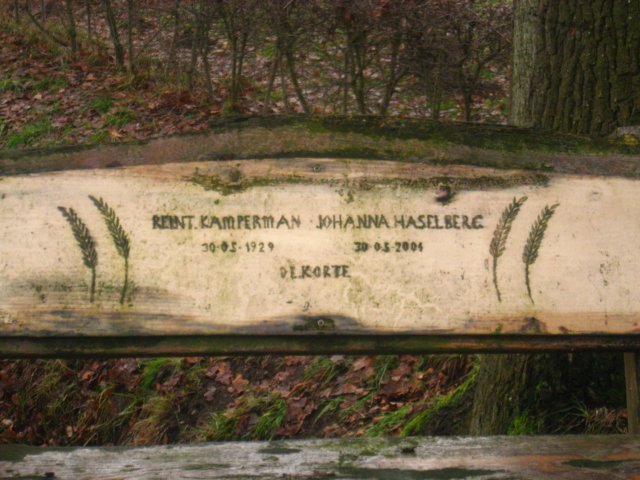 REINT. KAMPERMAN JOHANNA. HASELBERG
30-05-1929 30-05-2004
DE.KORTE